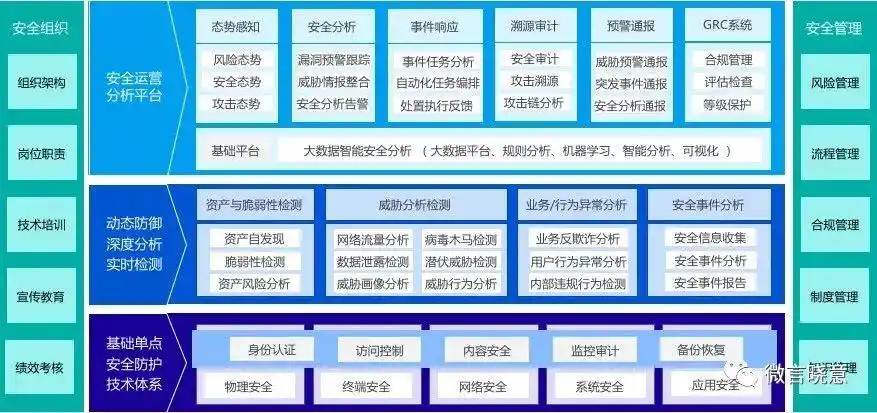 安全组织
组织架构
岗位职责
技术培训
宣传教育
绩效考核
安全运营
分析平台
态势感知
风险态势
安全态势
攻击态势
安全分析
漏洞预警跟踪
威胁情报整合
安全分析告警
事件响应
事件任务分析
自动化任务编排
处置执行反馈
溯源审计
安全审计
攻击溯源
攻击链分析
预警通报
威胁预警通报
突发事件通报
安全分析通报
GRC系统
合规管理
评估检查
等级保护
基础平台
大数据智能安全分析 （ 大数据平台、规则分析、机器学习、智能分析、可视化 ）
动态防御
深度分析
实时检测
资产与脆弱性检测
资产自发现
脆弱性检测
资产风险分析
威胁分析检测
网络流量分析 病毒木马检测
数据泄露检测 潜伏威胁检测
威胁画像分析 威胁行为分析
业务/行为异常分析
业务反欺诈分析
用户行为异常分析
内部违规行为检测
安全事件分析
安全信息收集
安全事件分析
安全事件报告
基础单点
安全防护
技术体系
身份认证 访问控制 内容安全 监控审计 备份恢复
物理安全 终端安全 网络安全 系统安全 应用安全
安全管理
风险管理
流程管理
合规管理
制度管理
管理
微言晓意